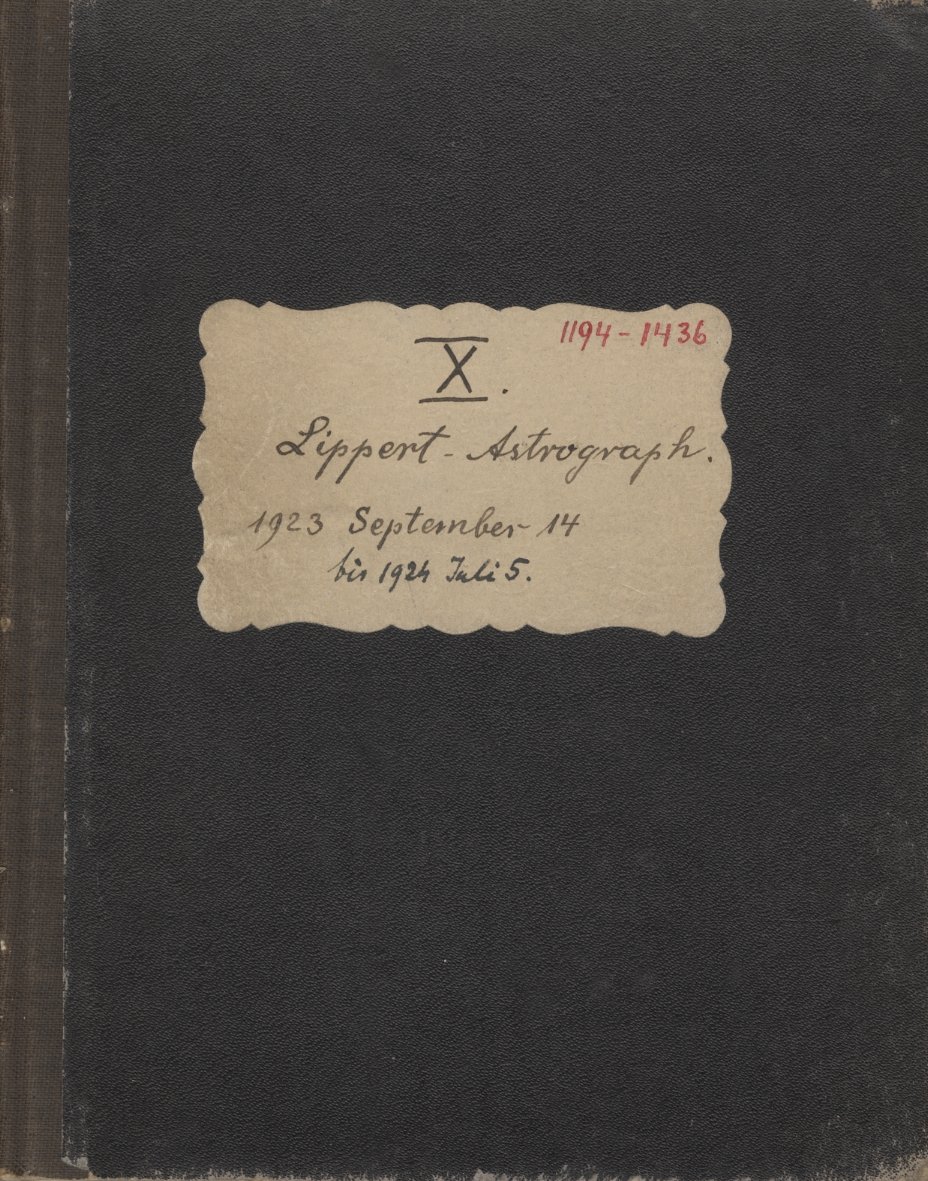 1194-1436
X.
Lippert-Astrograph.
1923 September 14
bis 1924 Juli 5.